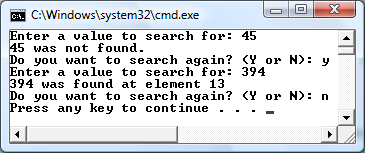 C:\Windows\system32\cmd.exe
Enter a value to search for: 45
45 was not found.
Do you want to search again? (Y or N): y
Enter a value to search for: 394
394 was found at element 13
Do you want to search again? (Y or N): n
Press any key to continue . . . _